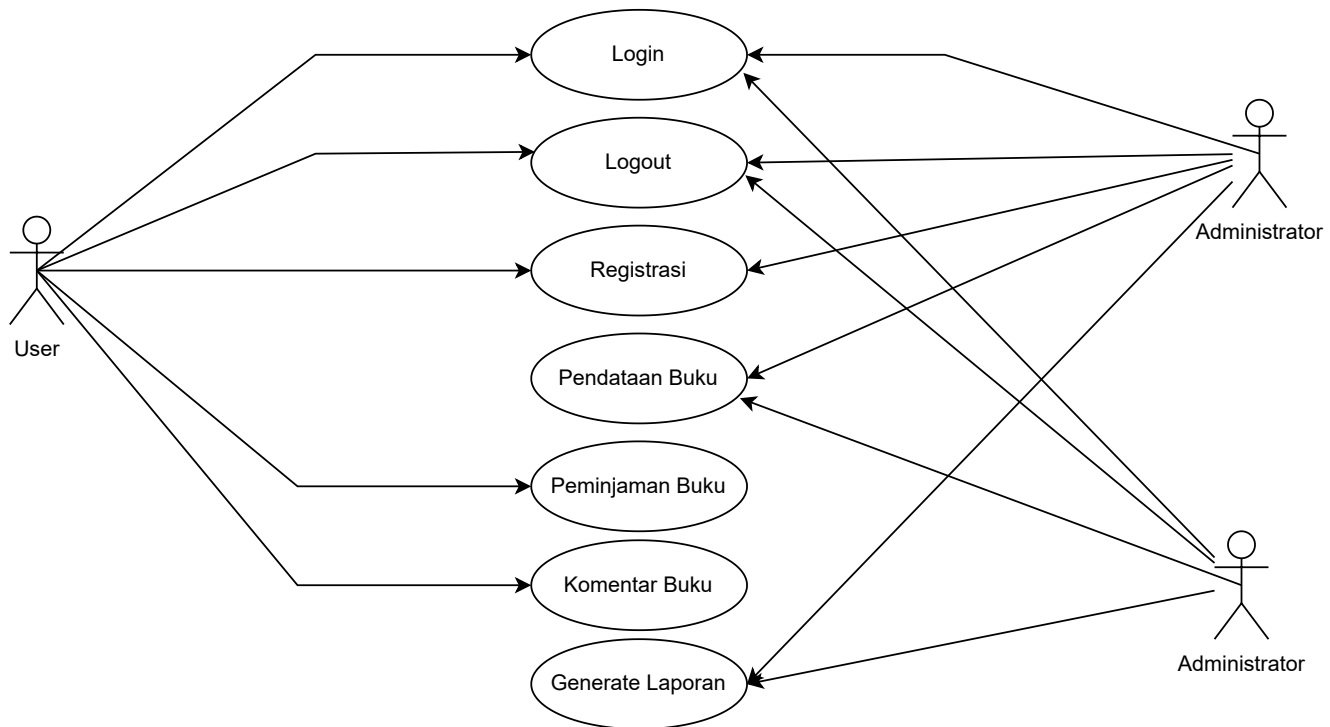 Login
Logout
Administrator
Registrasi
User
Pendataan Buku
Peminjaman Buku
Komentar Buku
Administrator
Generate Laporan